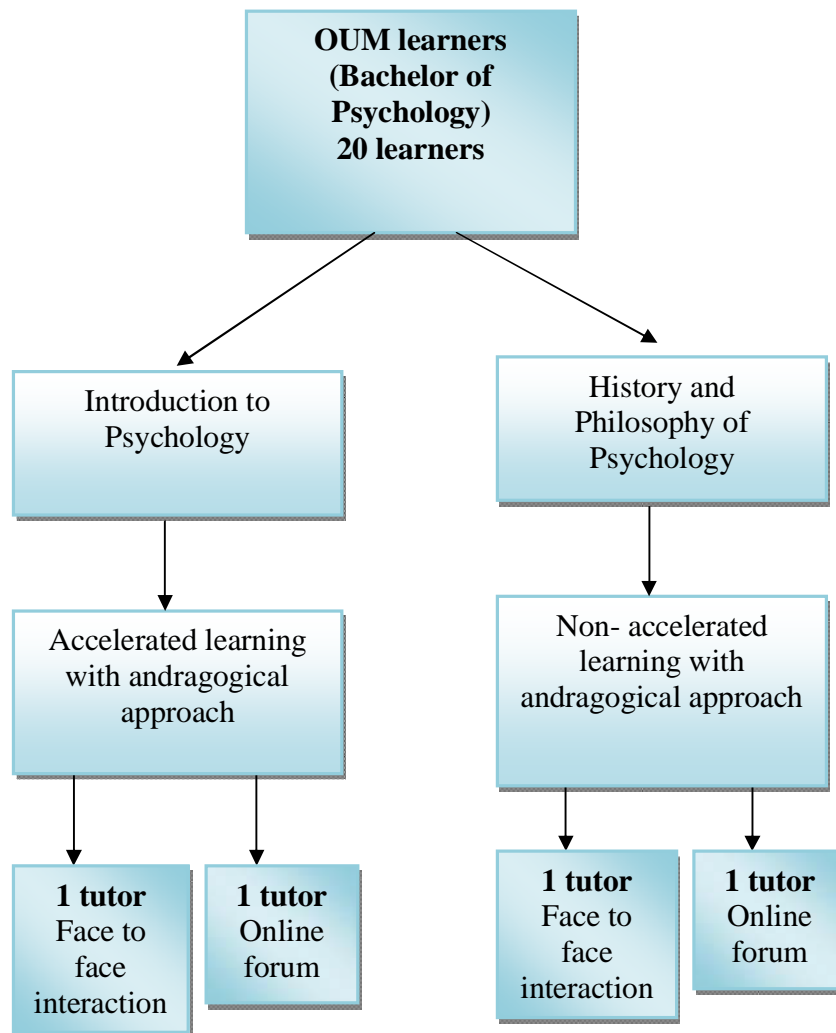 OUM learners
(Bachelor of
Psychology)
20 learners
Introduction to
Psychology
History and
Philosophy of
Psychology
Accelerated learning
with andragogical
approach
Non- accelerated
learning with
andragogical approach
1 tutor
Face to
face
interaction
1 tutor
Online
forum
1 tutor
Face to
face
interaction
1 tutor
Online
forum